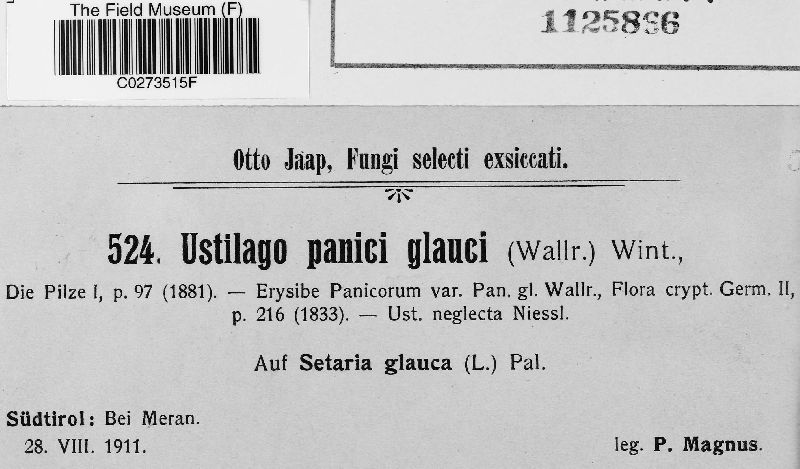 The Field Museum (F)
C0273515F
1125886
Otto Jaap, Fungi selecti exsiccati.
524. Ustilago panici glauci (Wallr.) Wint.,
Die Pilze I, p. 97 (1881). — Erysibe Panicorum var. Pan. gl. Wallr., Flora crypt. Germ. II,
p. 216 (1833). — Ust. neglecta Niessl.
Auf Setaria glauca (L.) Pal.
Südtirol: Bei Meran.
28. VIII. 1911.
leg. P. Magnus.